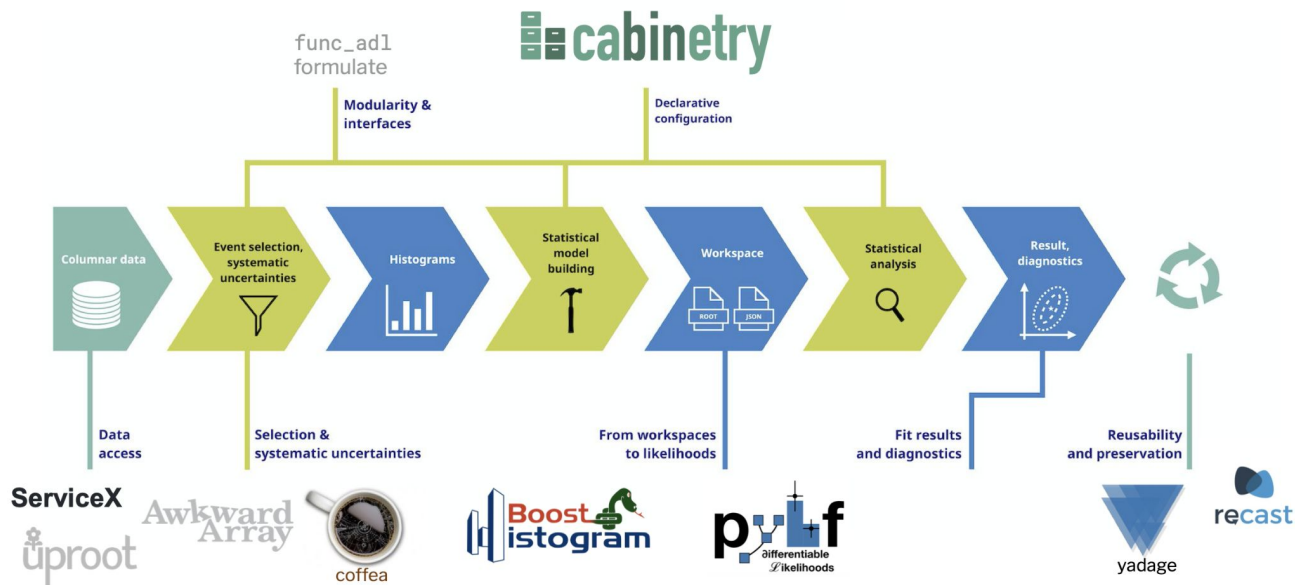 func_adl
formulate
cabinetry
Modularity &
interfaces
Declarative
configuration
Columnar data
Event selection,
systematic
uncertainties
Histograms
Statistical
model
building
Workspace
ROOT
JSON
Statistical
analysis
Result,
diagnostics
Data
access
Selection &
systematic uncertainties
From workspaces
to likelihoods
Fit results
and diagnostics
Reusability
and preservation
ServiceX
uproot
Awkward
Array
coffea
Boost
Histogram
pyhf
∂ifferentiable
ℒikelihoods
yadage
recast